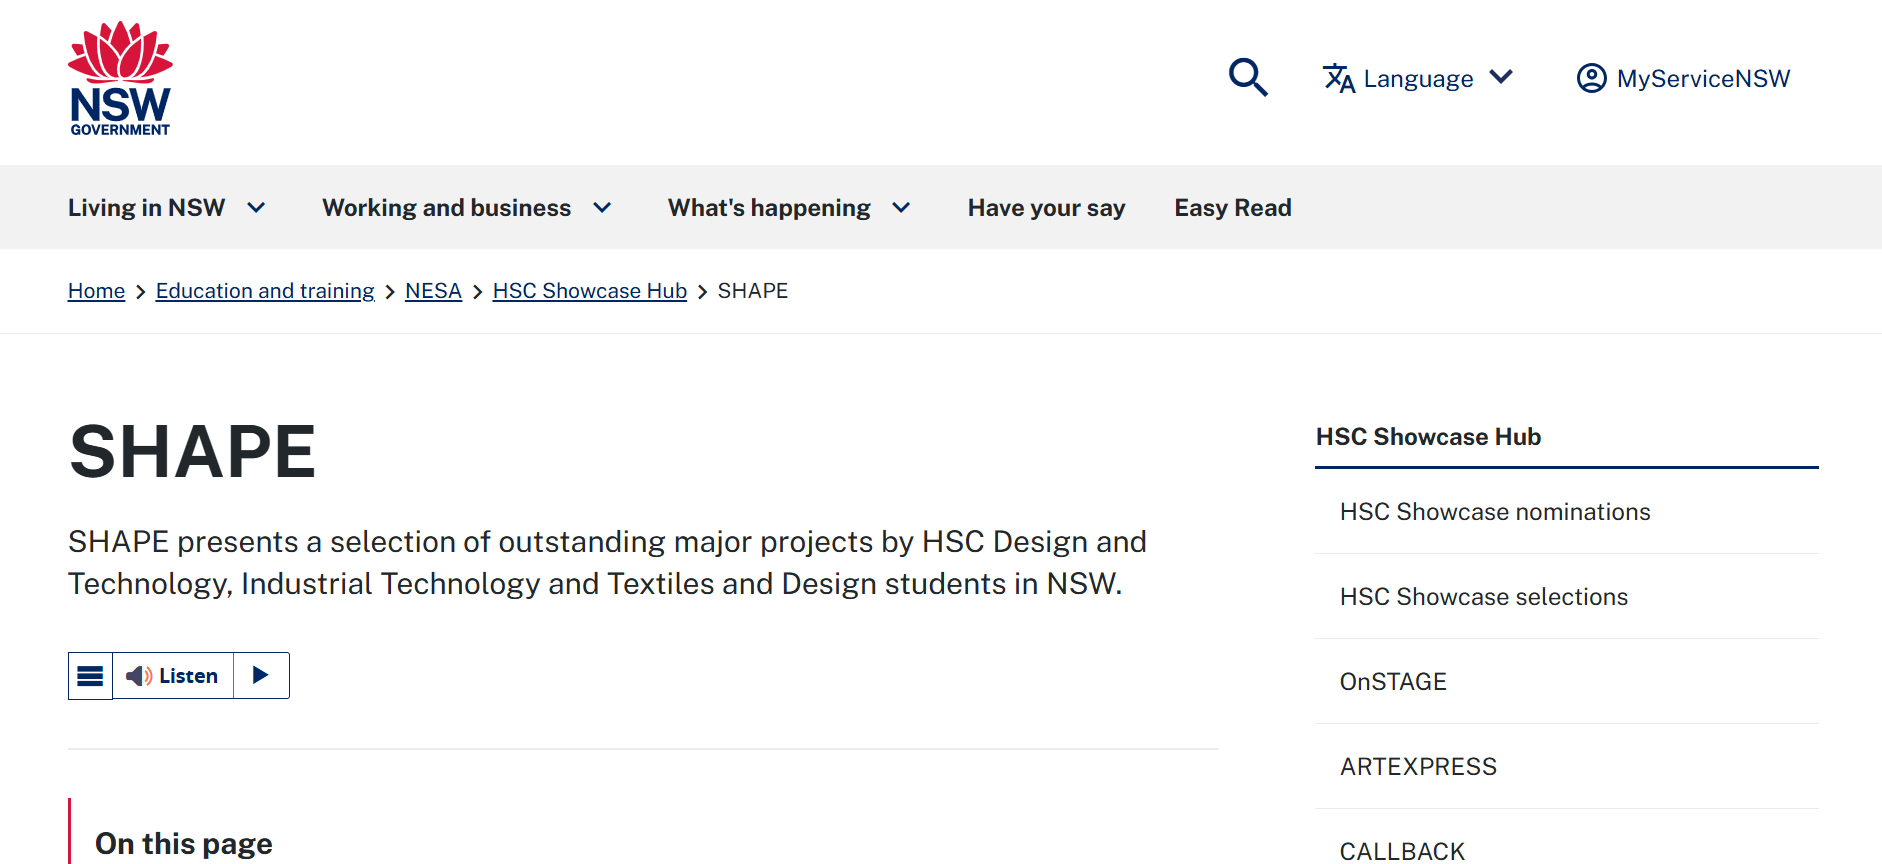 NSW
GOVERNMENT
Language
MyServiceNSW
Living in NSW
Working and business
What's happening
Have your say
Easy Read
Home > Education and training > NESA > HSC Showcase Hub > SHAPE
SHAPE
SHAPE presents a selection of outstanding major projects by HSC Design and
Technology, Industrial Technology and Textiles and Design students in NSW.
Listen
On this page
HSC Showcase Hub
HSC Showcase nominations
HSC Showcase selections
OnSTAGE
ARTEXPRESS
CALLBACK